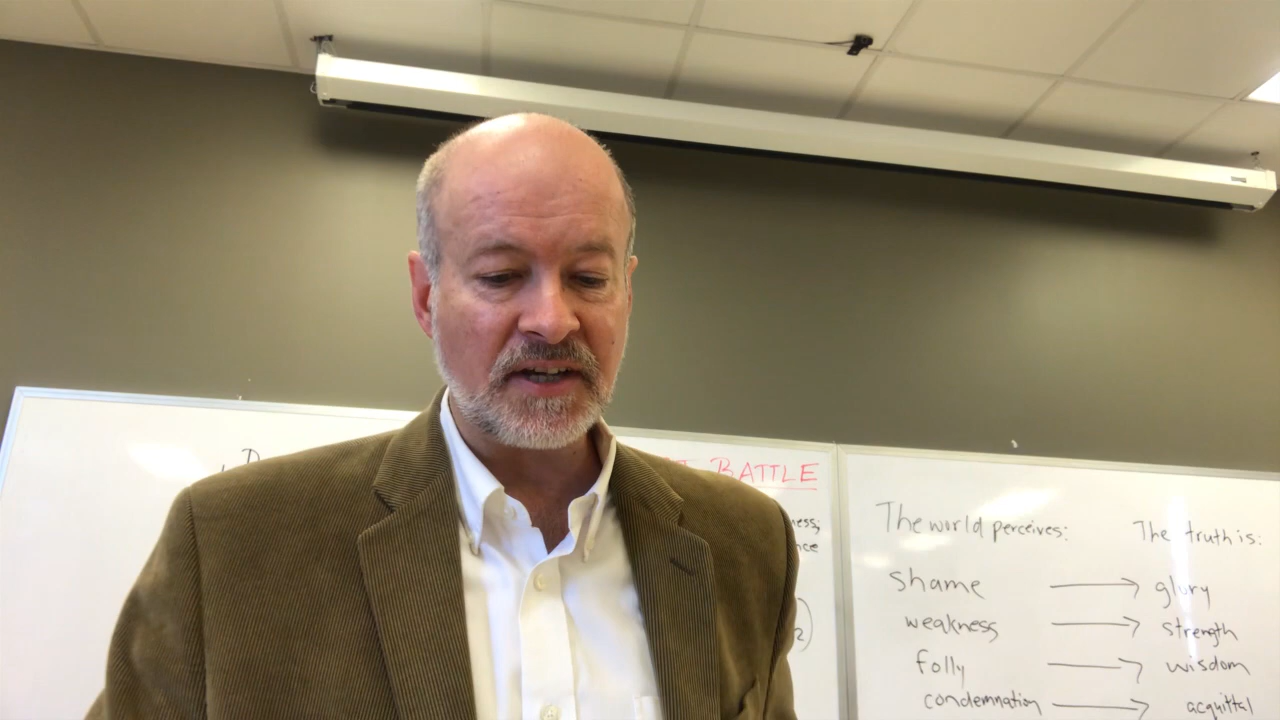 BATTLE
The world perceives: The truth is:
shame → glory
weakness → strength
folly → wisdom
condemnation → acquittal